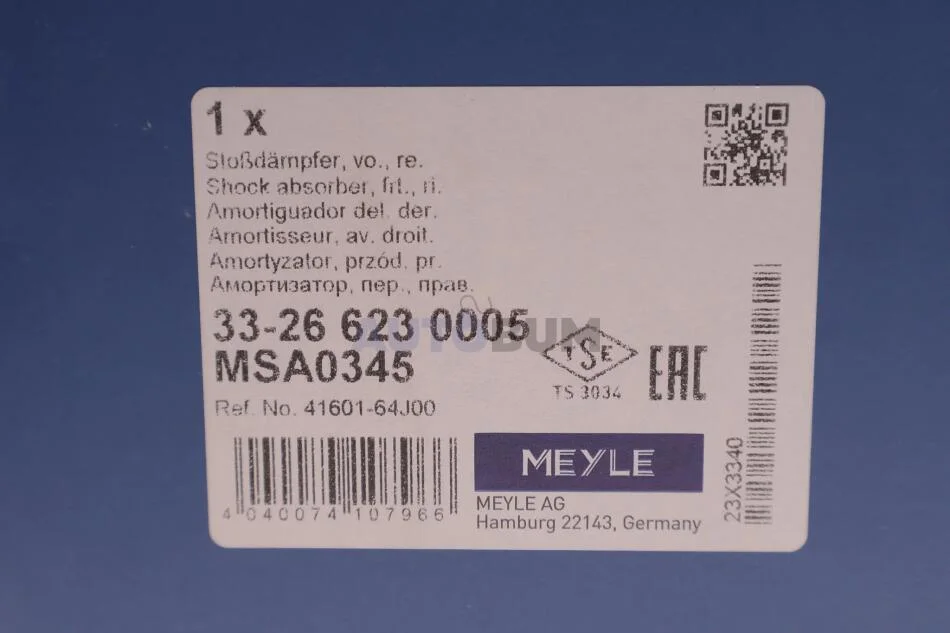 1 x
Stoßdämpfer, vo., re.
Shock absorber, frt., ri.
Amortiguador del. der.
Amortisseur, av. droit.
Amortyzator, przód, pr.
Амортизатор, пер., прав.
33-26 623 0005
AUTOBUM
MSA0345
TSE
TS 3034
EAC
Ref. No. 41601-64J00
4 040074 107966
MEYLE
MEYLE AG
Hamburg 22143, Germany
23X3340